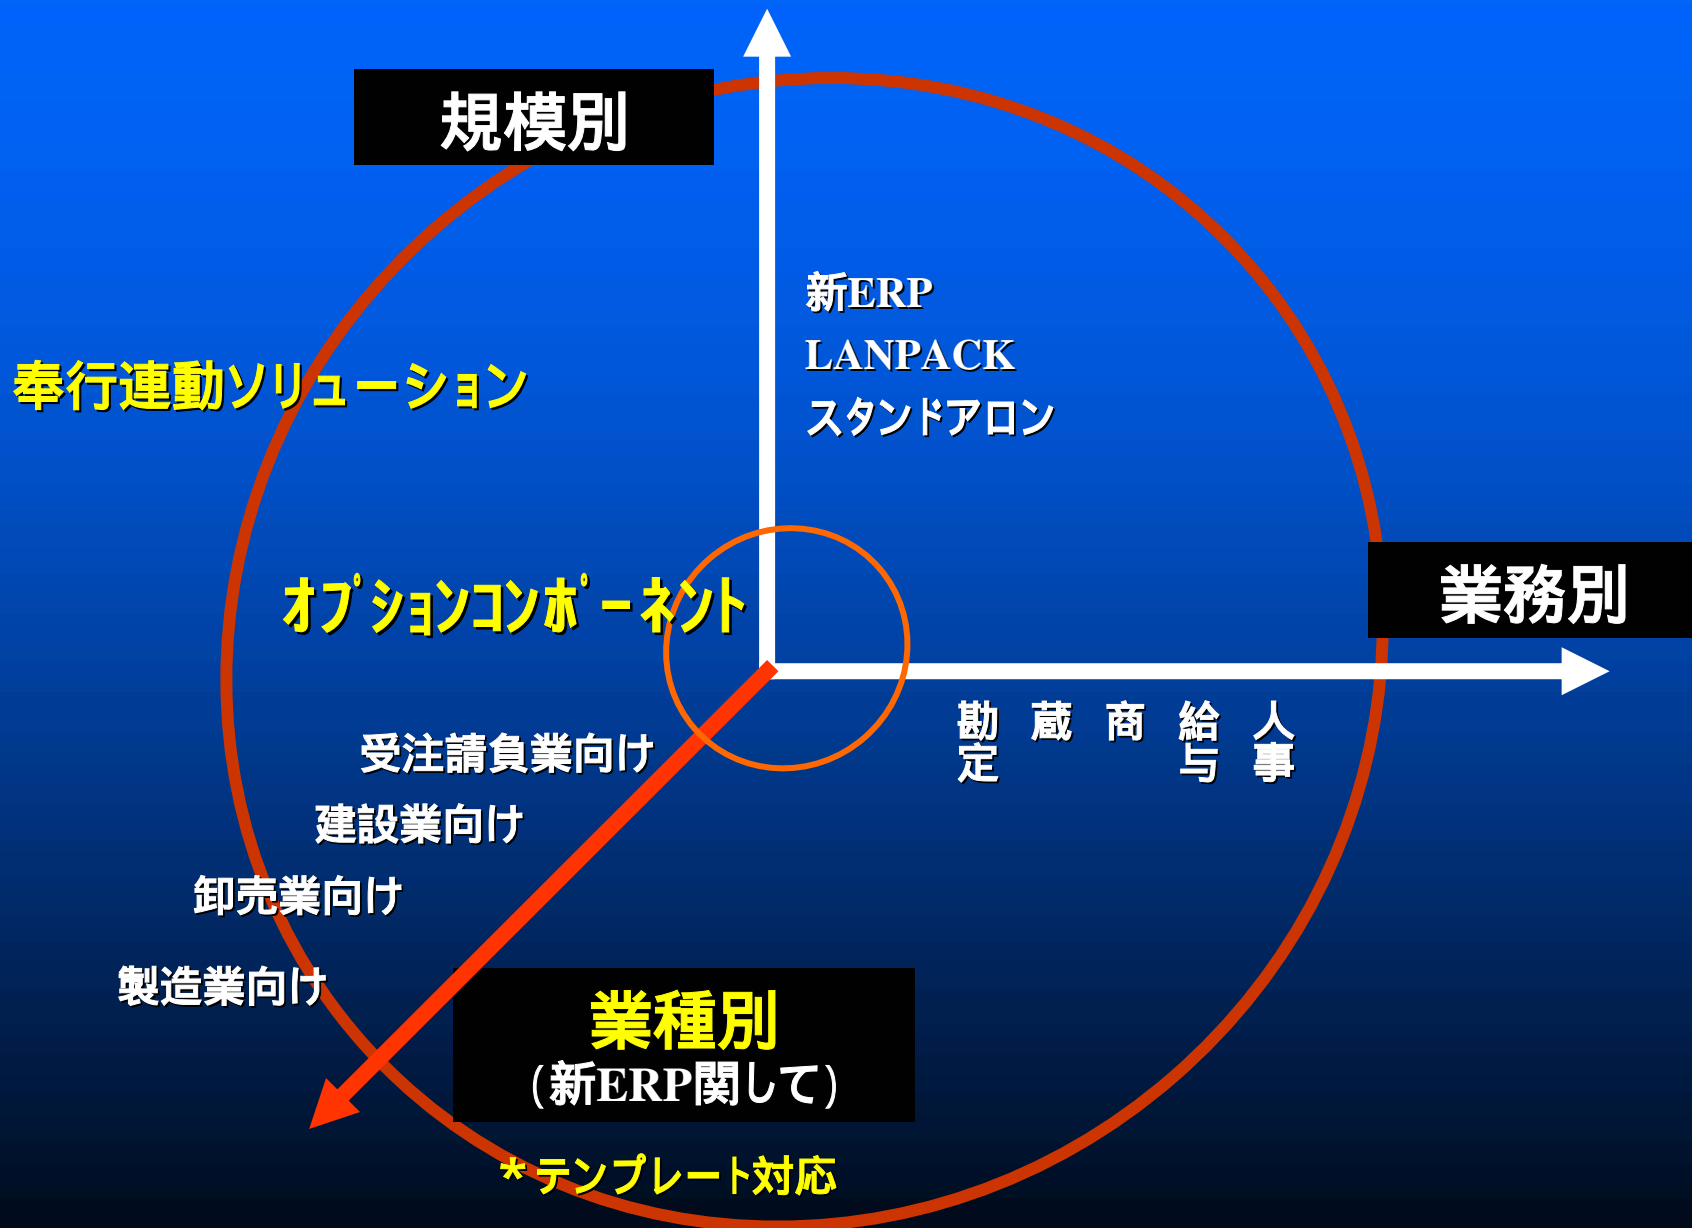 規模別
新ERP
LANPACK
スタンドアロン
奉行連動ソリューション
業務別
オプションコンポーネント
勘定
蔵
商
給与
人事
受注請負業向け
建設業向け
卸売業向け
製造業向け
業種別
(新ERP関して)
*テンプレート対応